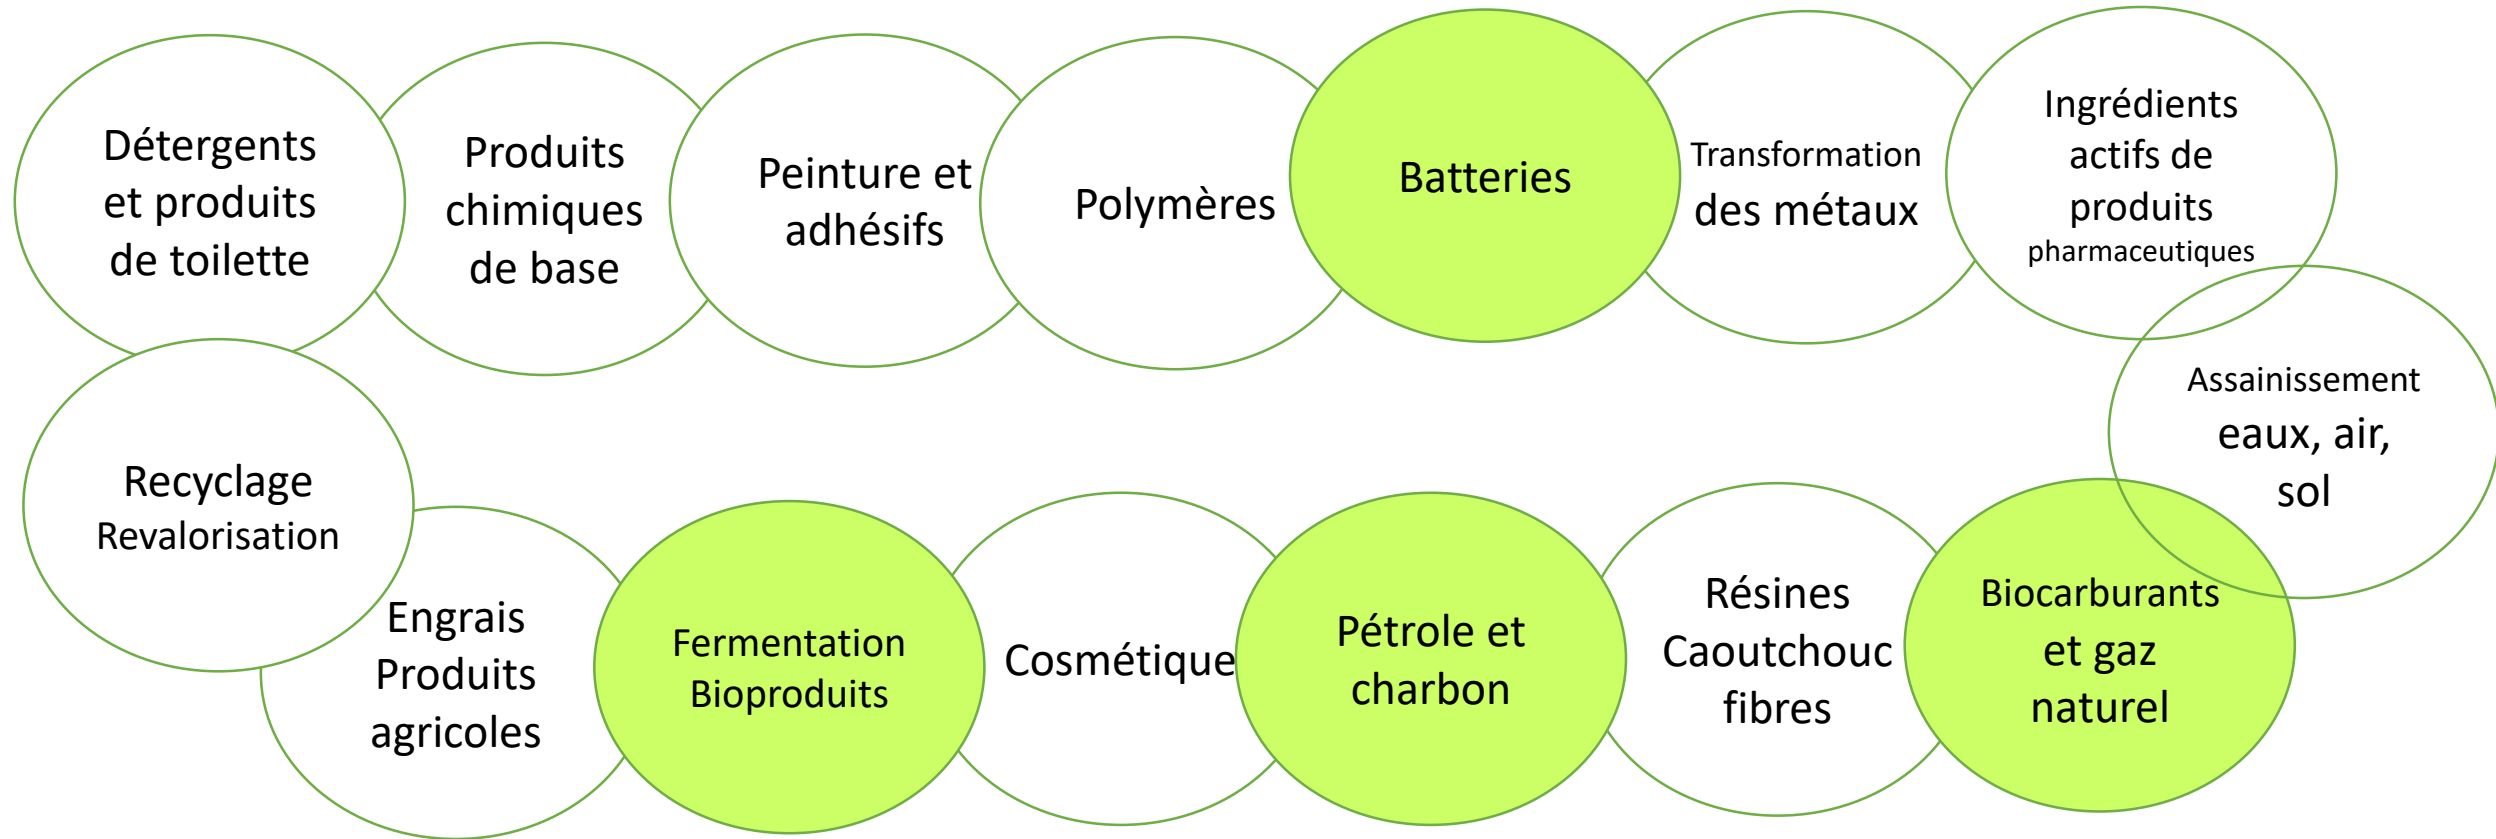 Détergents
et produits
de toilette
Produits
chimiques
de base
Peinture et
adhésifs
Polymères
Batteries
Transformation
des métaux
Ingrédients
actifs de
produits
pharmaceutiques
Assainissement
eaux, air,
sol
Recyclage
Revalorisation
Engrais
Produits
agricoles
Fermentation
Bioproduits
Cosmétique
Pétrole et
charbon
Résines
Caoutchouc
fibres
Biocarburants
et gaz
naturel